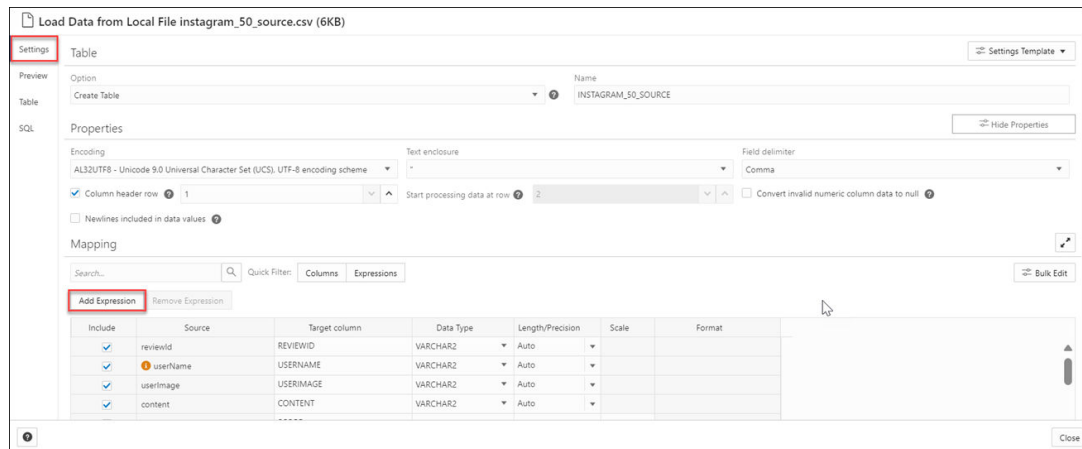 Load Data from Local File instagram_50_source.csv (6KB)
Settings
Preview
Table
SQL
Table
Settings Template
Option
Name
Create Table
INSTAGRAM_50_SOURCE
Properties
Hide Properties
Encoding
Text enclosure
Field delimiter
AL32UTF8 - Unicode 9.0 Universal Character Set (UCS). UTF-8 encoding scheme
"
Comma
Column header row 1
Start processing data at row 2
Convert invalid numeric column data to null
Newlines included in data values
Mapping
Search... Quick Filter: Columns Expressions
Bulk Edit
Add Expression Remove Expression
Include Source Target column Data Type Length/Precision Scale Format
reviewId REVIEWID VARCHAR2 Auto
userName USERNAME VARCHAR2 Auto
userImage USERIMAGE VARCHAR2 Auto
content CONTENT VARCHAR2 Auto
Close